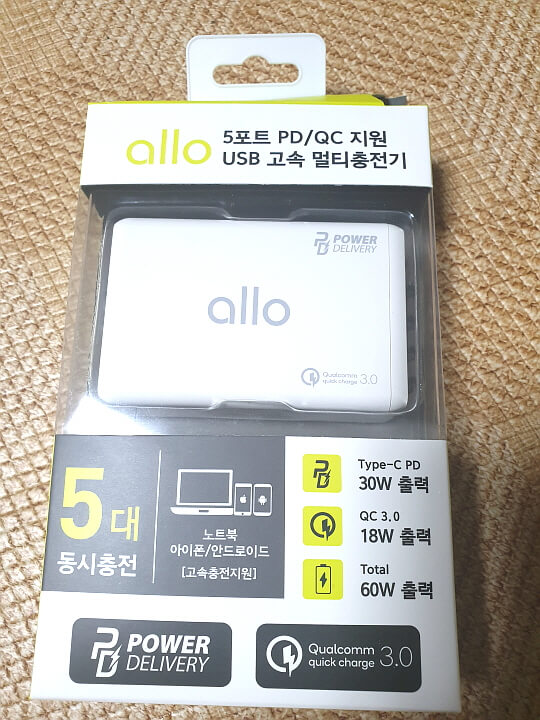 allo
5포트 PD/QC 지원
USB 고속 멀티충전기
POWER
DELIVERY
allo
Qualcomm
quick charge 3.0
5대
동시충전
노트북
아이폰/안드로이드
[고속충전지원]
Type-C PD
30W 출력
QC 3.0
18W 출력
Total
60W 출력
POWER
DELIVERY
Qualcomm
quick charge 3.0